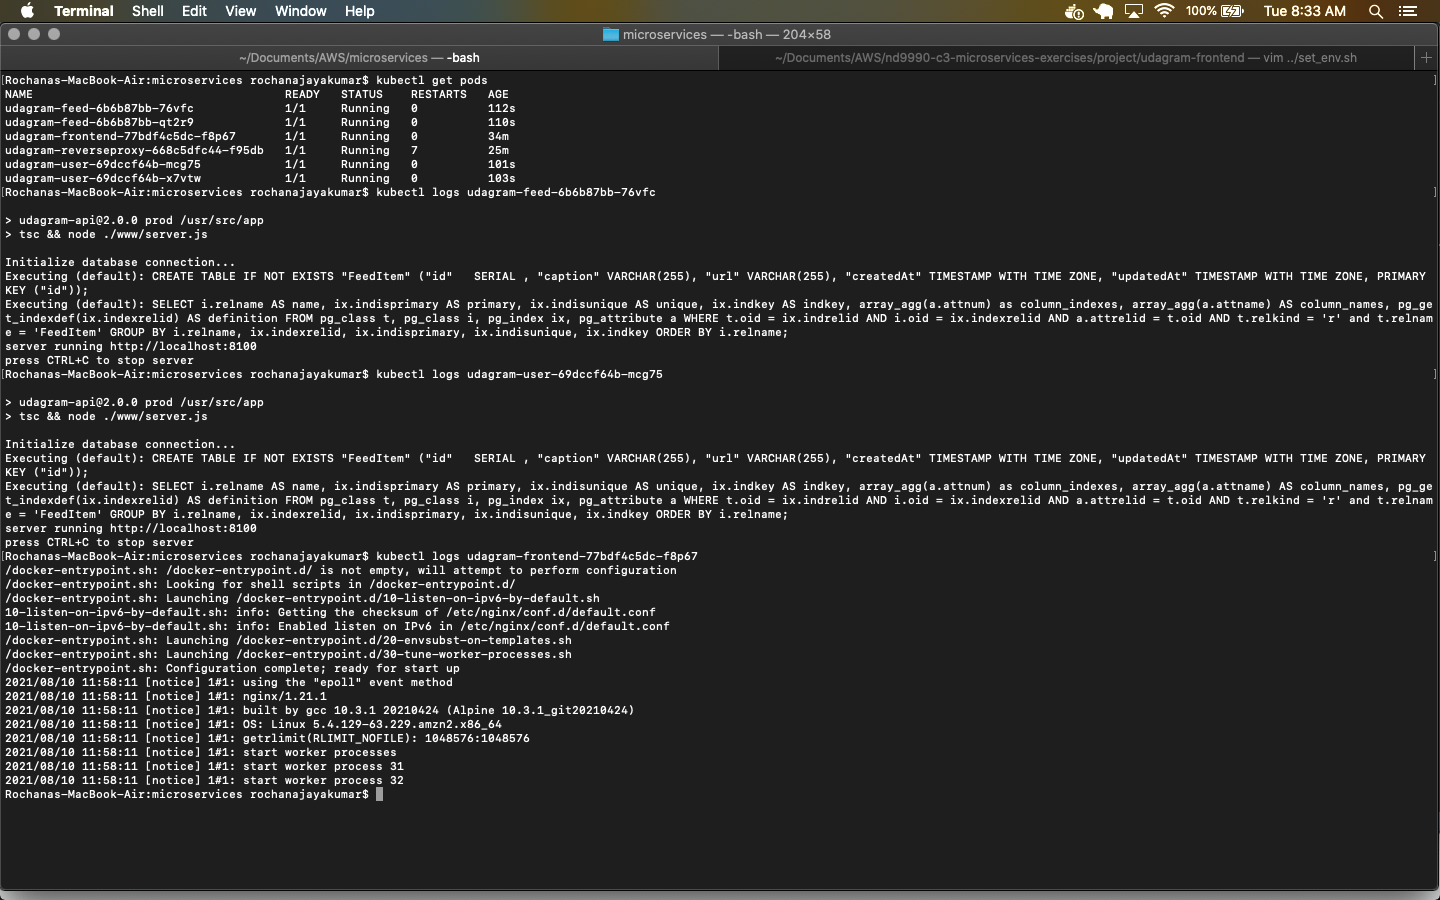 Terminal Shell Edit View Window Help 100% Tue 8:33 AM
microservices — -bash — 204×58
~/Documents/AWS/microservices — -bash ~/Documents/AWS/nd9990-c3-microservices-exercises/project/udagram-frontend — vim ../set_env.sh
[Rochanas-MacBook-Air:microservices rochanajayakumar$ kubectl get pods ]
NAME READY STATUS RESTARTS AGE
udagram-feed-6b6b87bb-76vfc 1/1 Running 0 112s
udagram-feed-6b6b87bb-qt2r9 1/1 Running 0 110s
udagram-frontend-77bdf4c5dc-f8p67 1/1 Running 0 34m
udagram-reverseproxy-668c5dfc44-f95db 1/1 Running 7 25m
udagram-user-69dccf64b-mcg75 1/1 Running 0 101s
udagram-user-69dccf64b-x7vtw 1/1 Running 0 103s
[Rochanas-MacBook-Air:microservices rochanajayakumar$ kubectl logs udagram-feed-6b6b87bb-76vfc ]
> udagram-api@2.0.0 prod /usr/src/app
> tsc && node ./www/server.js
Initialize database connection...
Executing (default): CREATE TABLE IF NOT EXISTS "FeedItem" ("id"   SERIAL , "caption" VARCHAR(255), "url" VARCHAR(255), "createdAt" TIMESTAMP WITH TIME ZONE, "updatedAt" TIMESTAMP WITH TIME ZONE, PRIMARY
KEY ("id"));
Executing (default): SELECT i.relname AS name, ix.indisprimary AS primary, ix.indisunique AS unique, ix.indkey AS indkey, array_agg(a.attnum) as column_indexes, array_agg(a.attname) AS column_names, pg_ge
t_indexdef(ix.indexrelid) AS definition FROM pg_class t, pg_class i, pg_index ix, pg_attribute a WHERE t.oid = ix.indrelid AND i.oid = ix.indexrelid AND a.attrelid = t.oid AND t.relkind = 'r' and t.relnam
e = 'FeedItem' GROUP BY i.relname, ix.indexrelid, ix.indisprimary, ix.indisunique, ix.indkey ORDER BY i.relname;
server running http://localhost:8100
press CTRL+C to stop server
[Rochanas-MacBook-Air:microservices rochanajayakumar$ kubectl logs udagram-user-69dccf64b-mcg75 ]
> udagram-api@2.0.0 prod /usr/src/app
> tsc && node ./www/server.js
Initialize database connection...
Executing (default): CREATE TABLE IF NOT EXISTS "FeedItem" ("id"   SERIAL , "caption" VARCHAR(255), "url" VARCHAR(255), "createdAt" TIMESTAMP WITH TIME ZONE, "updatedAt" TIMESTAMP WITH TIME ZONE, PRIMARY
KEY ("id"));
Executing (default): SELECT i.relname AS name, ix.indisprimary AS primary, ix.indisunique AS unique, ix.indkey AS indkey, array_agg(a.attnum) as column_indexes, array_agg(a.attname) AS column_names, pg_ge
t_indexdef(ix.indexrelid) AS definition FROM pg_class t, pg_class i, pg_index ix, pg_attribute a WHERE t.oid = ix.indrelid AND i.oid = ix.indexrelid AND a.attrelid = t.oid AND t.relkind = 'r' and t.relnam
e = 'FeedItem' GROUP BY i.relname, ix.indexrelid, ix.indisprimary, ix.indisunique, ix.indkey ORDER BY i.relname;
server running http://localhost:8100
press CTRL+C to stop server
[Rochanas-MacBook-Air:microservices rochanajayakumar$ kubectl logs udagram-frontend-77bdf4c5dc-f8p67 ]
/docker-entrypoint.sh: /docker-entrypoint.d/ is not empty, will attempt to perform configuration
/docker-entrypoint.sh: Looking for shell scripts in /docker-entrypoint.d/
/docker-entrypoint.sh: Launching /docker-entrypoint.d/10-listen-on-ipv6-by-default.sh
10-listen-on-ipv6-by-default.sh: info: Getting the checksum of /etc/nginx/conf.d/default.conf
10-listen-on-ipv6-by-default.sh: info: Enabled listen on IPv6 in /etc/nginx/conf.d/default.conf
/docker-entrypoint.sh: Launching /docker-entrypoint.d/20-envsubst-on-templates.sh
/docker-entrypoint.sh: Launching /docker-entrypoint.d/30-tune-worker-processes.sh
/docker-entrypoint.sh: Configuration complete; ready for start up
2021/08/10 11:58:11 [notice] 1#1: using the "epoll" event method
2021/08/10 11:58:11 [notice] 1#1: nginx/1.21.1
2021/08/10 11:58:11 [notice] 1#1: built by gcc 10.3.1 20210424 (Alpine 10.3.1_git20210424)
2021/08/10 11:58:11 [notice] 1#1: OS: Linux 5.4.129-63.229.amzn2.x86_64
2021/08/10 11:58:11 [notice] 1#1: getrlimit(RLIMIT_NOFILE): 1048576:1048576
2021/08/10 11:58:11 [notice] 1#1: start worker processes
2021/08/10 11:58:11 [notice] 1#1: start worker process 31
2021/08/10 11:58:11 [notice] 1#1: start worker process 32
Rochanas-MacBook-Air:microservices rochanajayakumar$